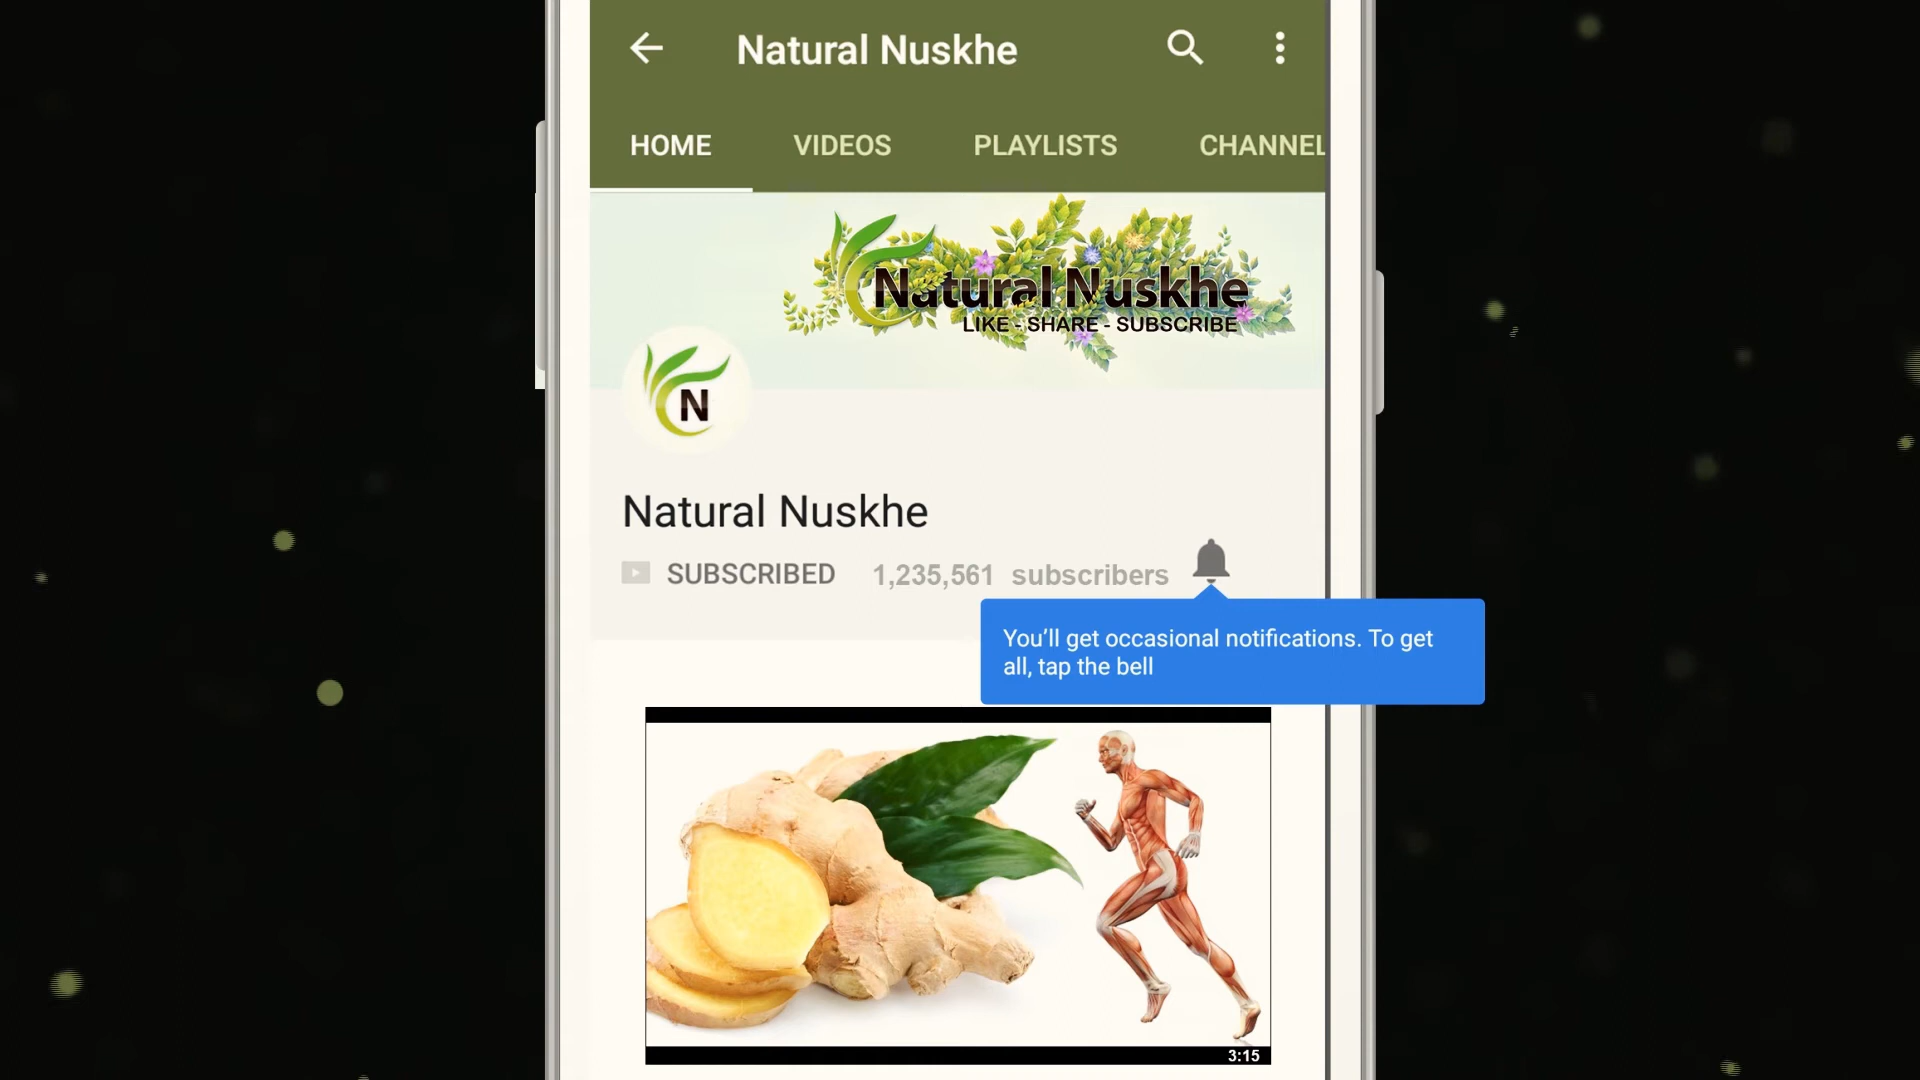 Natural Nuskhe
HOME VIDEOS PLAYLISTS CHANNEL
Natural Nuskhe
LIKE - SHARE - SUBSCRIBE
N
Natural Nuskhe
SUBSCRIBED 1,235,561 subscribers
You’ll get occasional notifications. To get
all, tap the bell
3:15